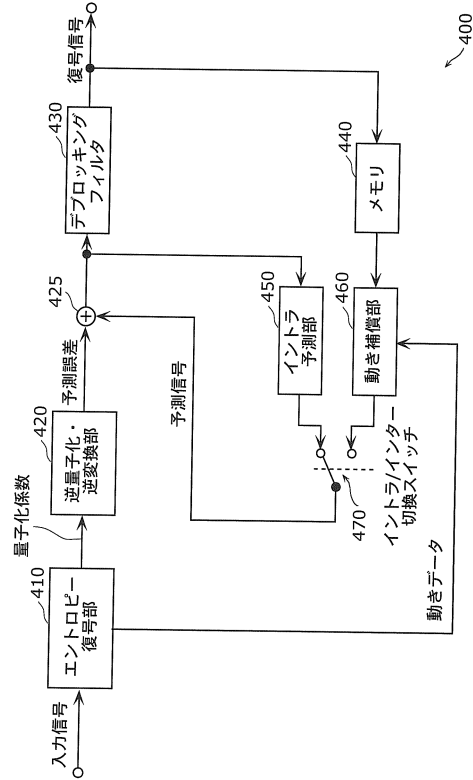 400
入力信号
410
エントロピー
復号部
量子化係数
420
逆量子化・
逆変換部
予測誤差
425
430
デブロッキング
フィルタ
復号信号
予測信号
450
イントラ
予測部
440
メモリ
460
動き補償部
470
イントラ/インター
切換スイッチ
動きデータ